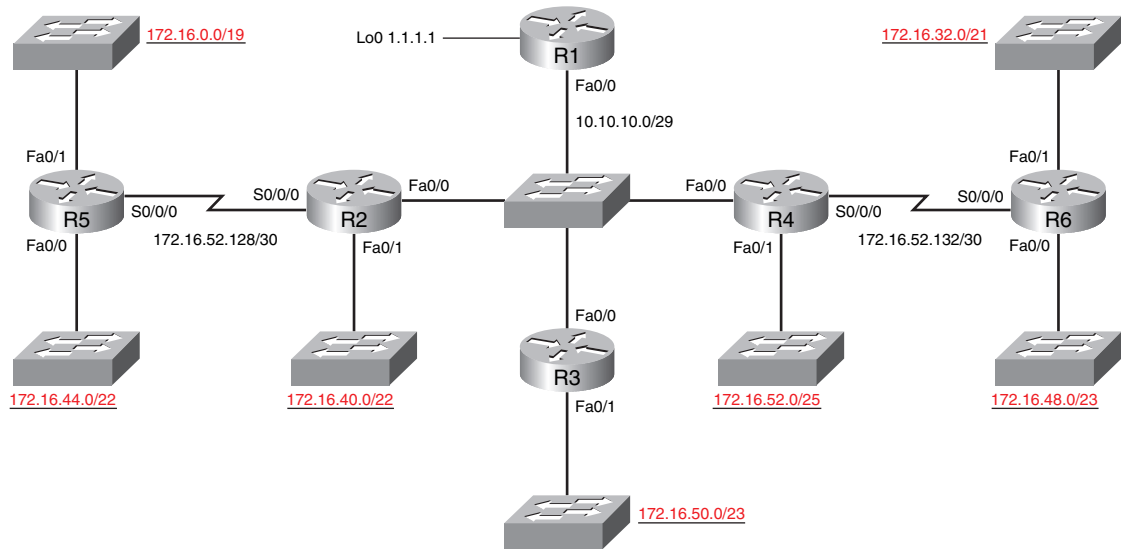 172.16.0.0/19
Lo0 1.1.1.1
R1
172.16.32.0/21
Fa0/0
10.10.10.0/29
Fa0/1
Fa0/1
R5
S0/0/0
S0/0/0
R2
Fa0/0
Fa0/0
R4
S0/0/0
S0/0/0
R6
Fa0/0
172.16.52.128/30
Fa0/1
Fa0/1
172.16.52.132/30
Fa0/0
Fa0/0
R3
172.16.44.0/22
172.16.40.0/22
Fa0/1
172.16.52.0/25
172.16.48.0/23
172.16.50.0/23